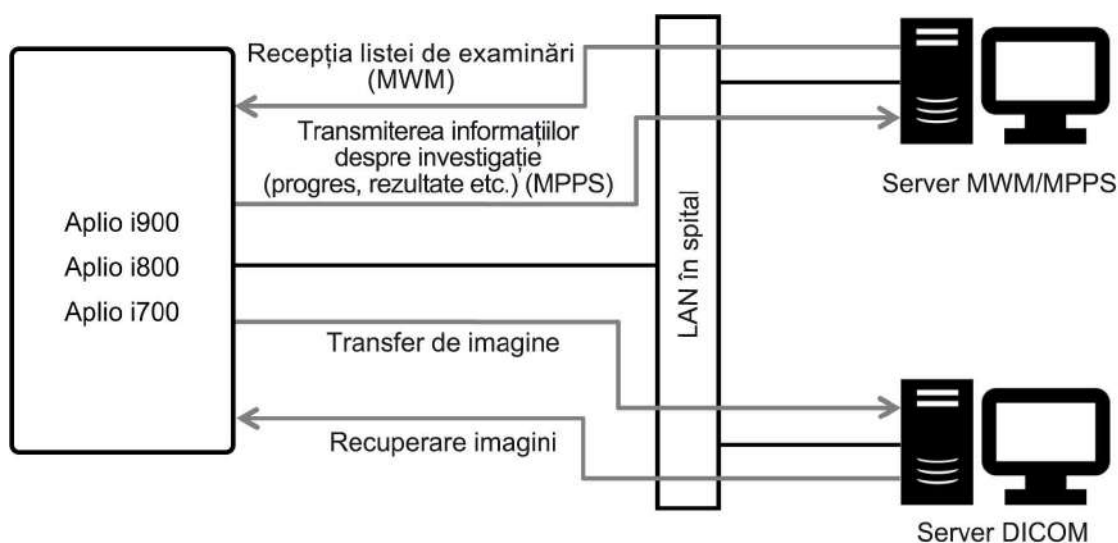 Recepția listei de examinări
(MWM)
Transmiterea informațiilor
despre investigație
(progres, rezultate etc.) (MPPS)
Server MWM/MPPS
Aplio i900
Aplio i800
Aplio i700
LAN în spital
Transfer de imagine
Recuperare imagini
Server DICOM